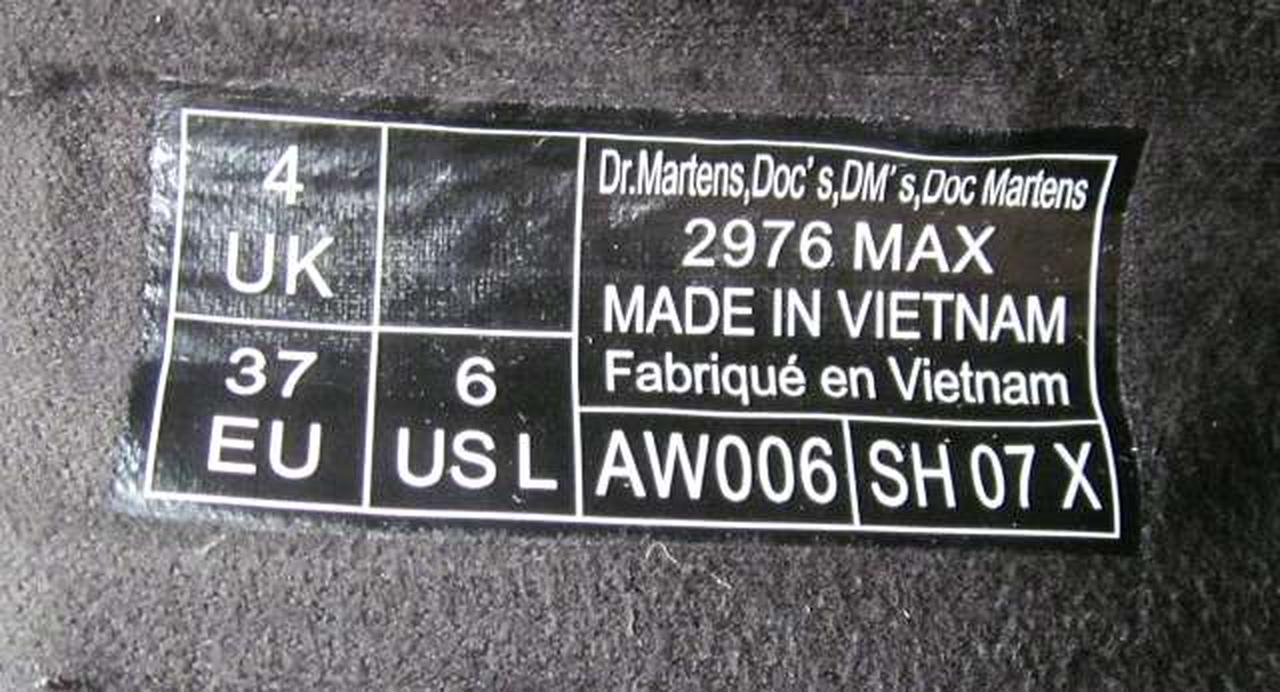 4
UK
37
EU
6
US L
Dr.Martens,Doc's,DM's,Doc Martens
2976 MAX
MADE IN VIETNAM
Fabriqué en Vietnam
AW006
SH 07 X